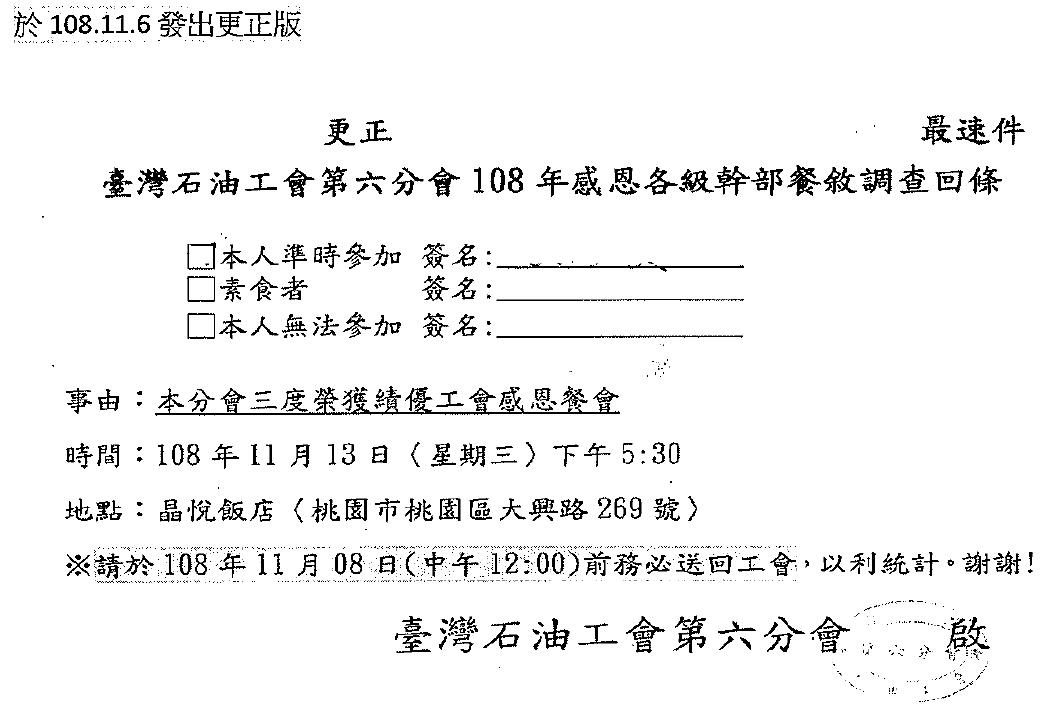 於 108.11.6 發出更正版
更正 最速件
臺灣石油工會第六分會 108 年感恩各級幹部餐敘調查回條
□本人準時參加 簽名:
□素食者 簽名:
□本人無法參加 簽名:
事由：本分會三度榮獲績優工會感恩餐會
時間：108 年 11 月 13 日〈星期三〉下午 5:30
地點：晶悅飯店〈桃園市桃園區大興路 269 號〉
※請於 108 年 11 月 08 日(中午 12:00)前務必送回工會，以利統計。謝謝!
臺灣石油工會第六分會 啟
第六分會